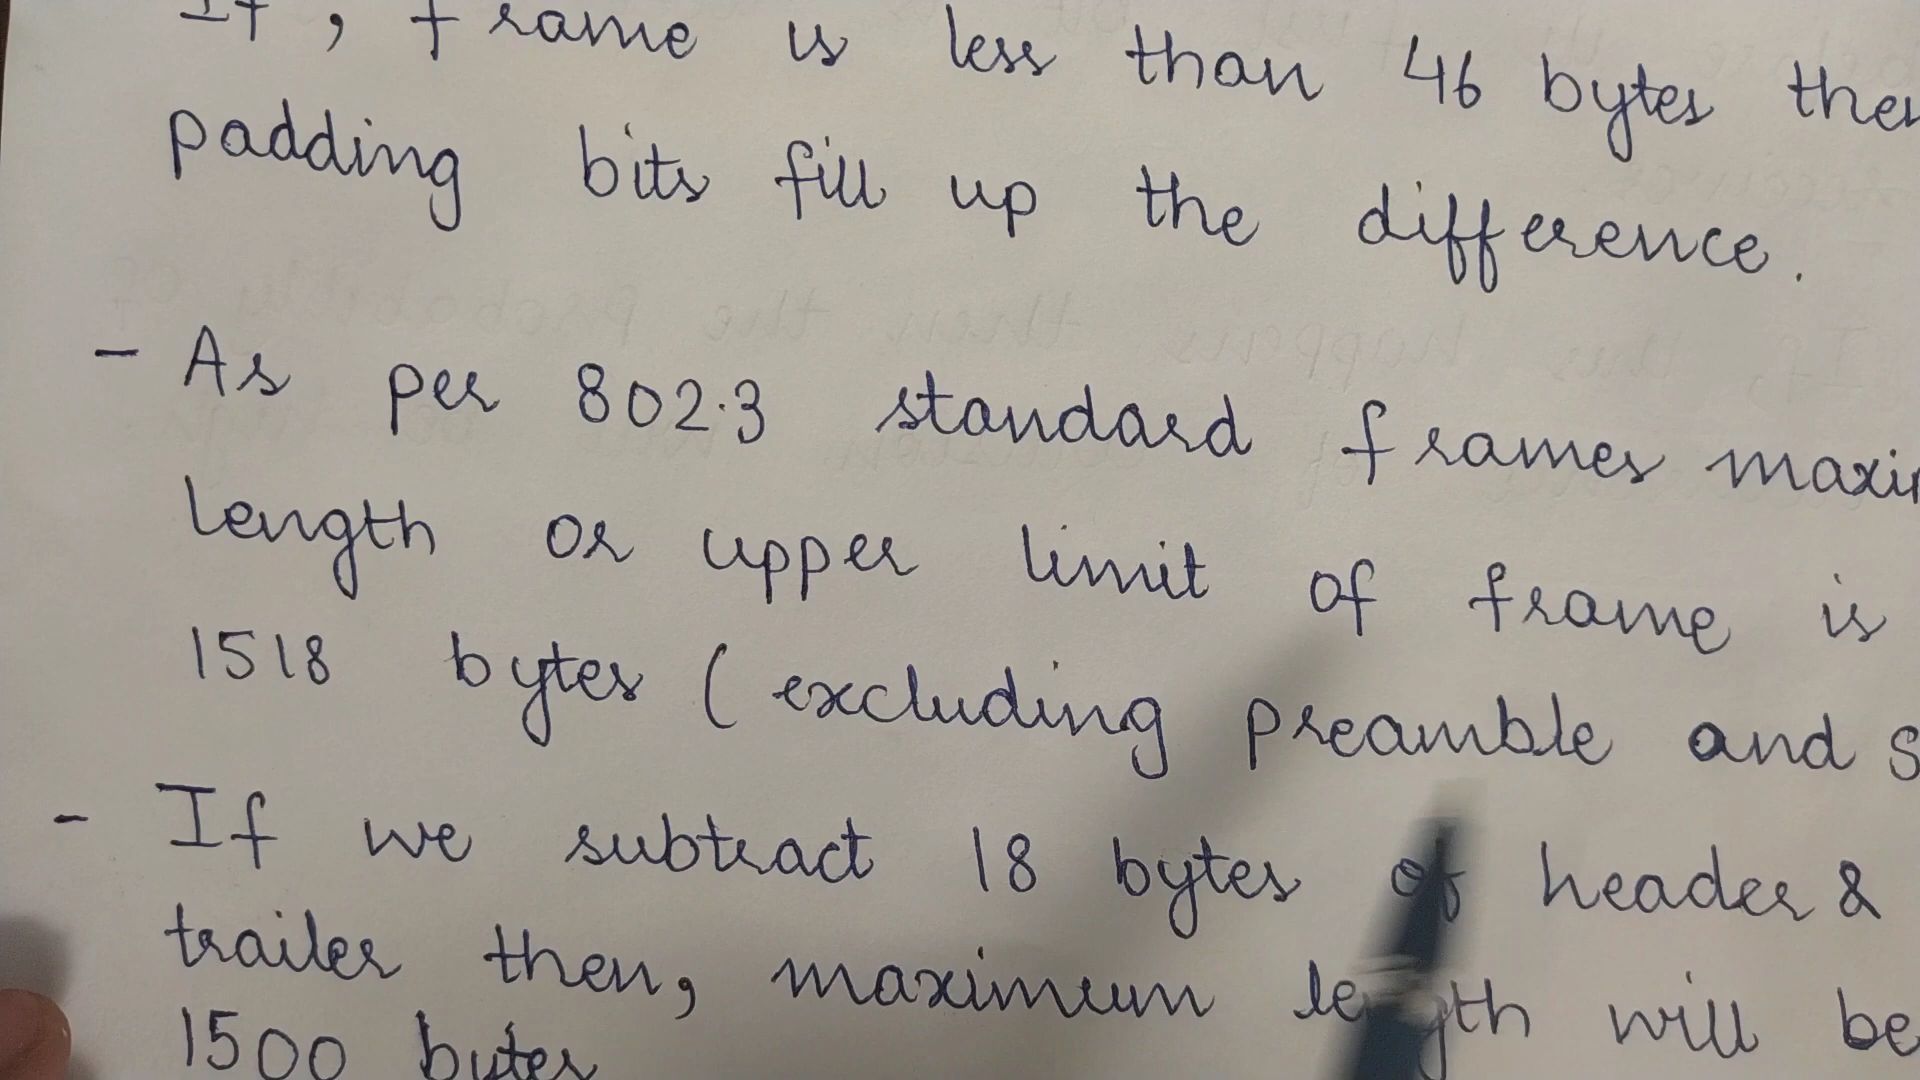 If, frame is less than 46 bytes then
padding bits fill up the difference.
- As per 802.3 standard frames
length or upper limit of frame is
1518 bytes ( excluding preamble and
- If we subtract 18 bytes of header &
trailer then, maximum length will be
1500 bytes